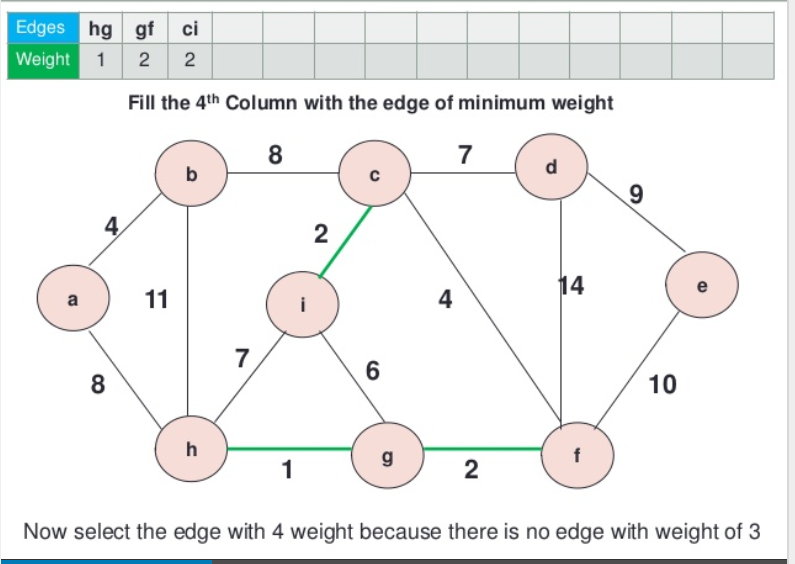 Edges hg gf ci
Weight 1 2 2
Fill the 4th Column with the edge of minimum weight
b 8 c 7 d
9
4 2
a 11 i 4 14 e
7 6
8 10
h g f
1 2
Now select the edge with 4 weight because there is no edge with weight of 3